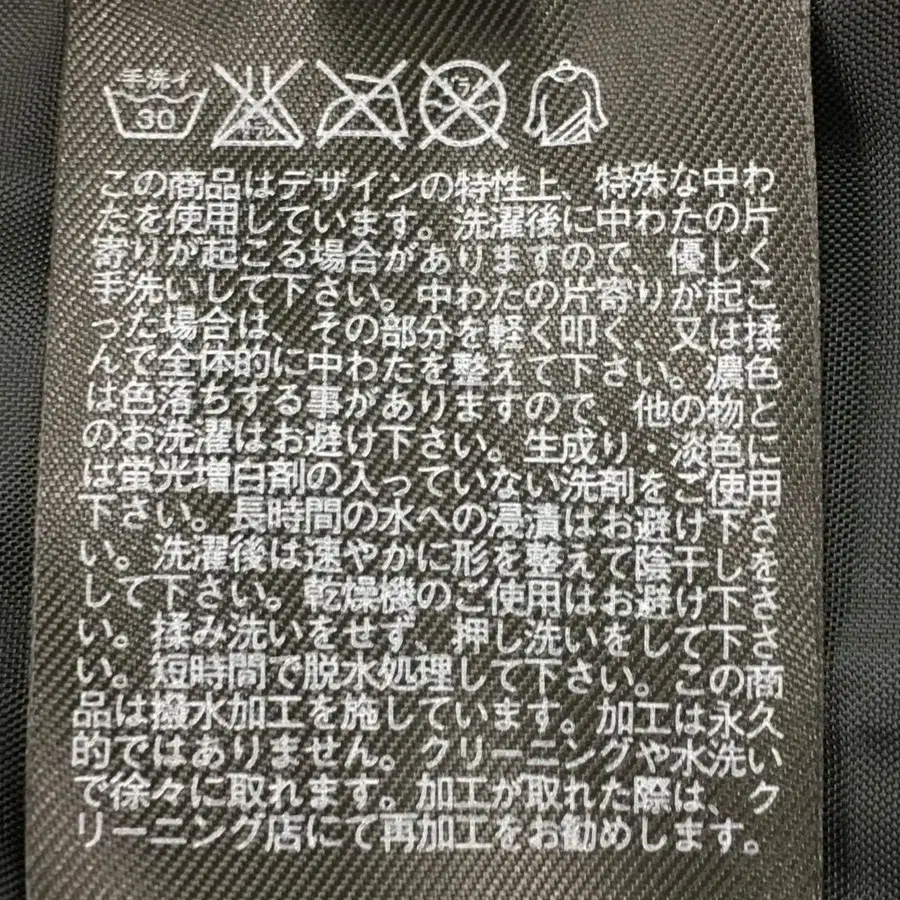 手洗イ
30
エンソサラシ
ドライ
この商品はデザインの特性上、特殊な中わ
たを使用しています。洗濯後に中わたの片
寄りが起こる場合がありますので、優しく
手洗いして下さい。中わたの片寄りが起こ
った場合は、その部分を軽く叩く、又は揉
んで全体的に中わたを整えて下さい。濃色
は色落ちする事がありますので、他の物と
のお洗濯はお避け下さい。生成り・淡色に
は蛍光増白剤の入っていない洗剤をご使用
下さい。長時間の水への浸漬はお避け下さ
い。洗濯後は速やかに形を整えて陰干しを
して下さい。乾燥機のご使用はお避け下さ
い。揉み洗いをせず、押し洗いをして下さ
い。短時間で脱水処理して下さい。この商
品は撥水加工を施しています。加工は永久
的ではありません。クリーニングや水洗い
で徐々に取れます。加工が取れた際は、ク
リーニング店にて再加工をお勧めします。